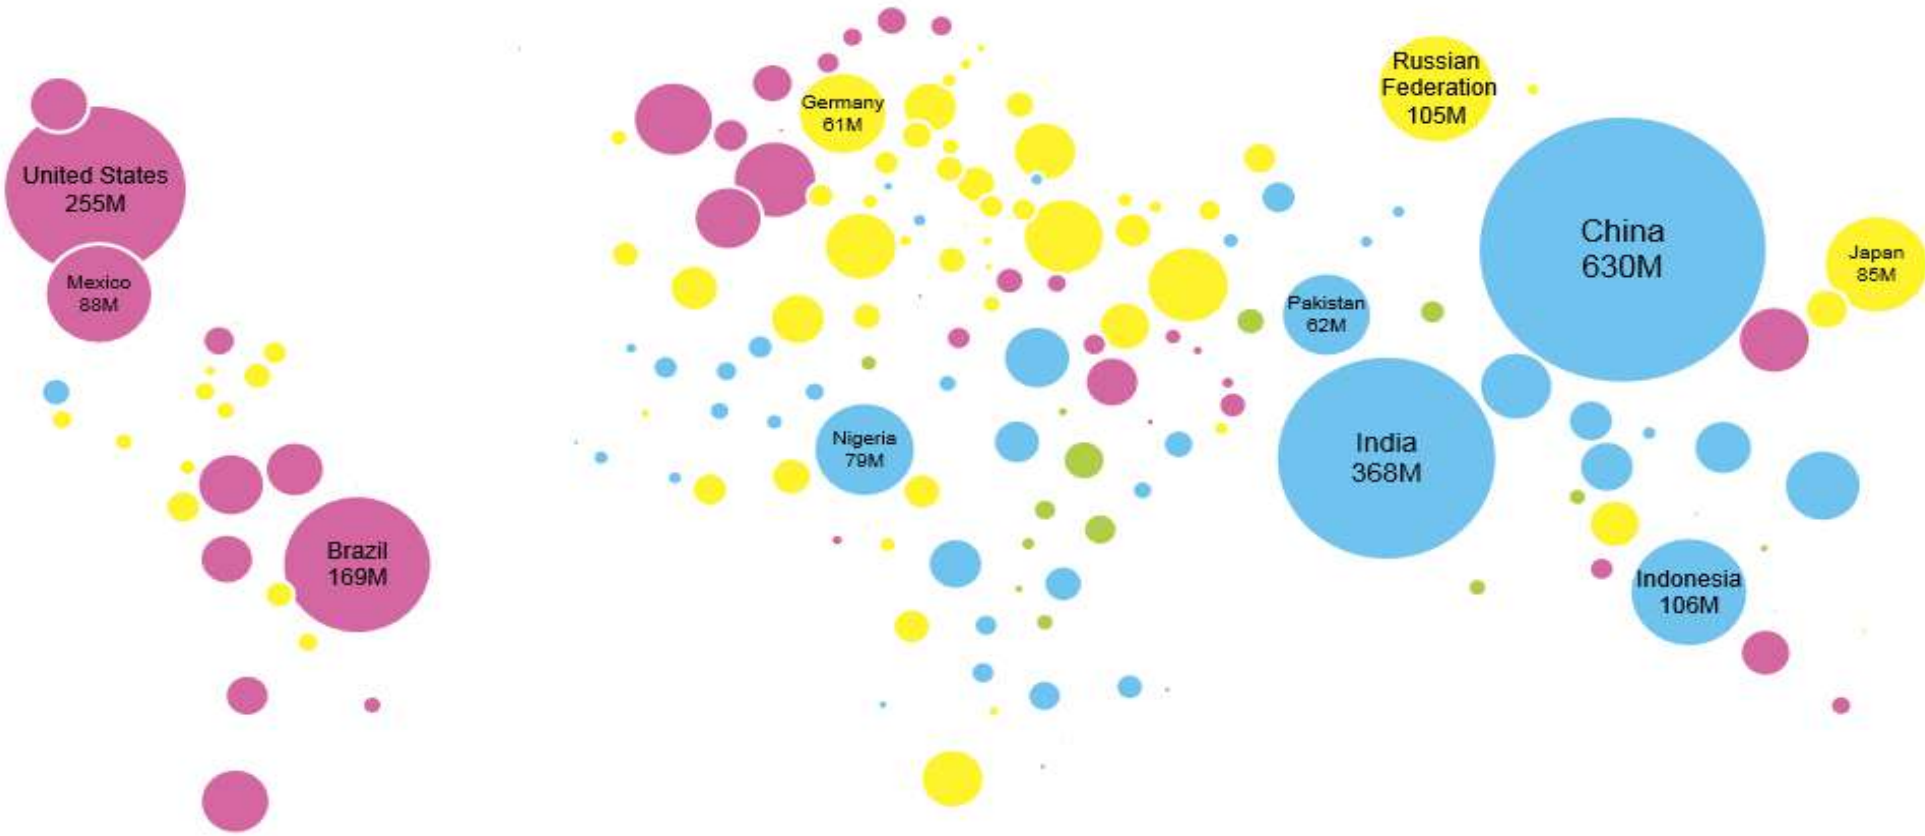 United States
255M
Mexico
88M
Brazil
169M
Germany
61M
Nigeria
79M
Russian
Federation
105M
China
630M
Japan
85M
Pakistan
62M
India
368M
Indonesia
106M